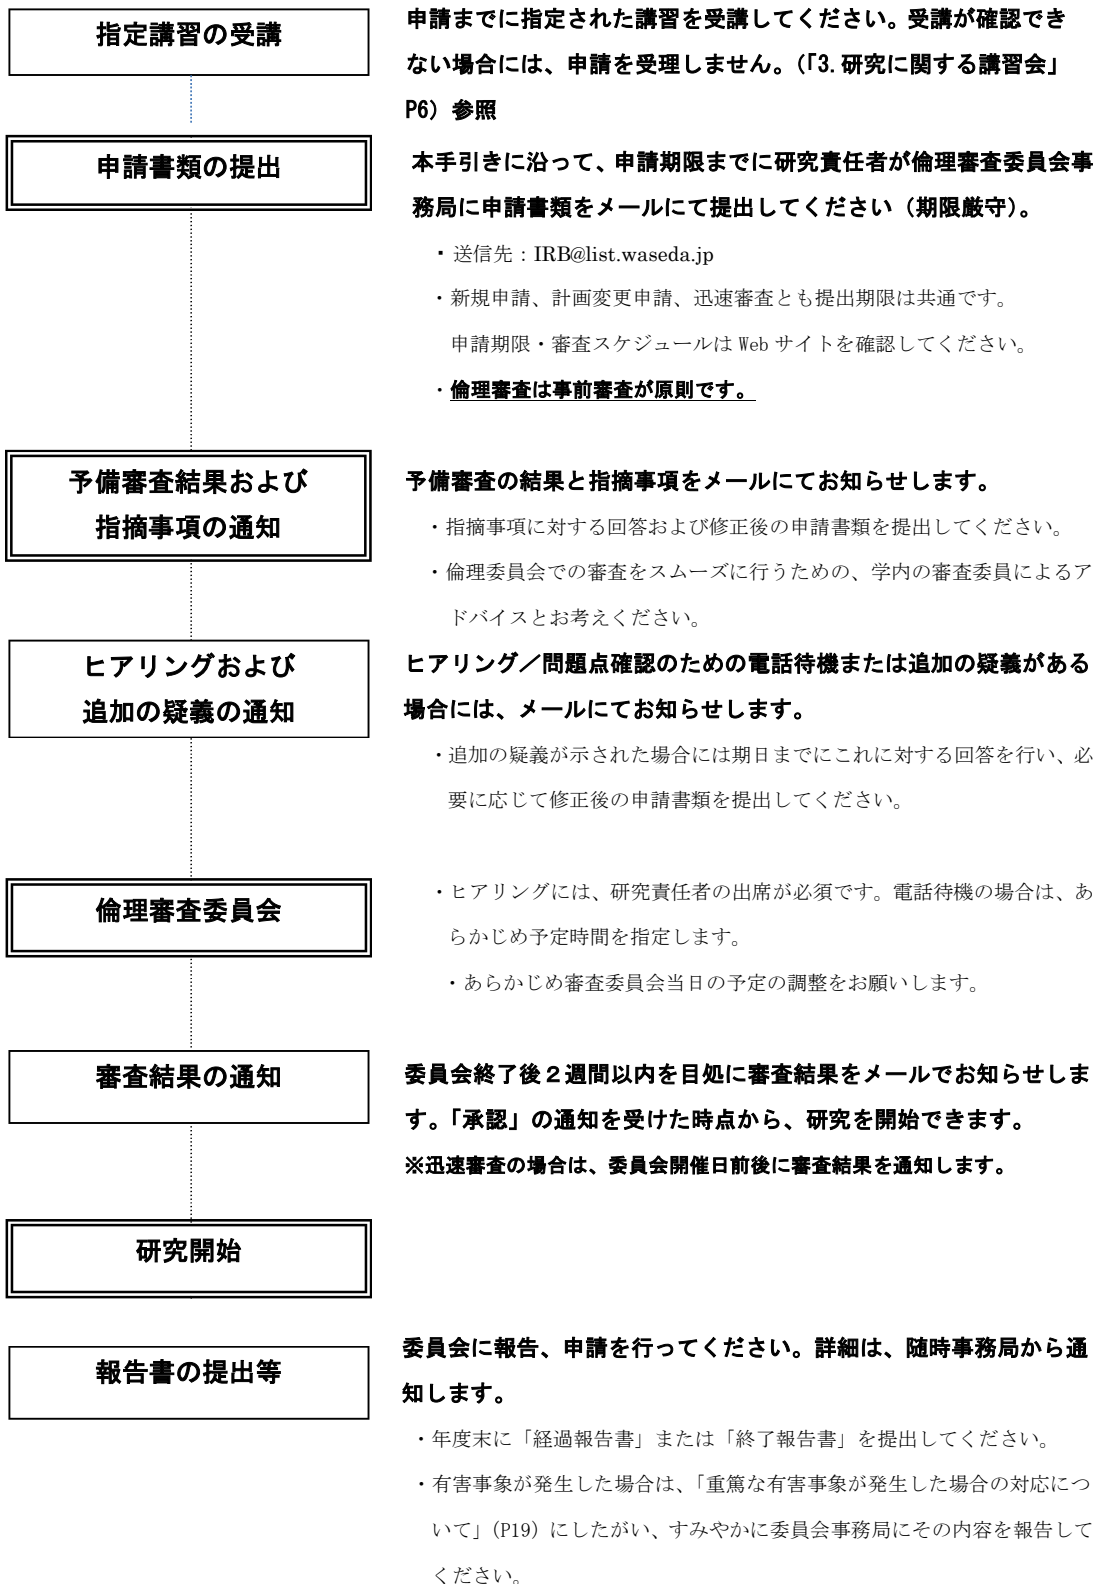 指定講習の受講
申請までに指定された講習を受講してください。受講が確認でき
ない場合には、申請を受理しません。(「3.研究に関する講習会」
P6）参照
申請書類の提出
本手引きに沿って、申請期限までに研究責任者が倫理審査委員会事
務局に申請書類をメールにて提出してください（期限厳守）。
・送信先：IRB@list.waseda.jp
・新規申請、計画変更申請、迅速審査とも提出期限は共通です。
申請期限・審査スケジュールは Web サイトを確認してください。
・倫理審査は事前審査が原則です。
予備審査結果および
指摘事項の通知
予備審査の結果と指摘事項をメールにてお知らせします。
・指摘事項に対する回答および修正後の申請書類を提出してください。
・倫理委員会での審査をスムーズに行うための、学内の審査委員によるア
ドバイスとお考えください。
ヒアリングおよび
追加の疑義の通知
ヒアリング／問題点確認のための電話待機または追加の疑義がある
場合には、メールにてお知らせします。
・追加の疑義が示された場合には期日までにこれに対する回答を行い、必
要に応じて修正後の申請書類を提出してください。
倫理審査委員会
・ヒアリングには、研究責任者の出席が必須です。電話待機の場合は、あ
らかじめ予定時間を指定します。
・あらかじめ審査委員会当日の予定の調整をお願いします。
審査結果の通知
委員会終了後２週間以内を目処に審査結果をメールでお知らせしま
す。「承認」の通知を受けた時点から、研究を開始できます。
※迅速審査の場合は、委員会開催日前後に審査結果を通知します。
研究開始
報告書の提出等
委員会に報告、申請を行ってください。詳細は、随時事務局から通
知します。
・年度末に「経過報告書」または「終了報告書」を提出してください。
・有害事象が発生した場合は、「重篤な有害事象が発生した場合の対応につ
いて」(P19）にしたがい、すみやかに委員会事務局にその内容を報告して
ください。